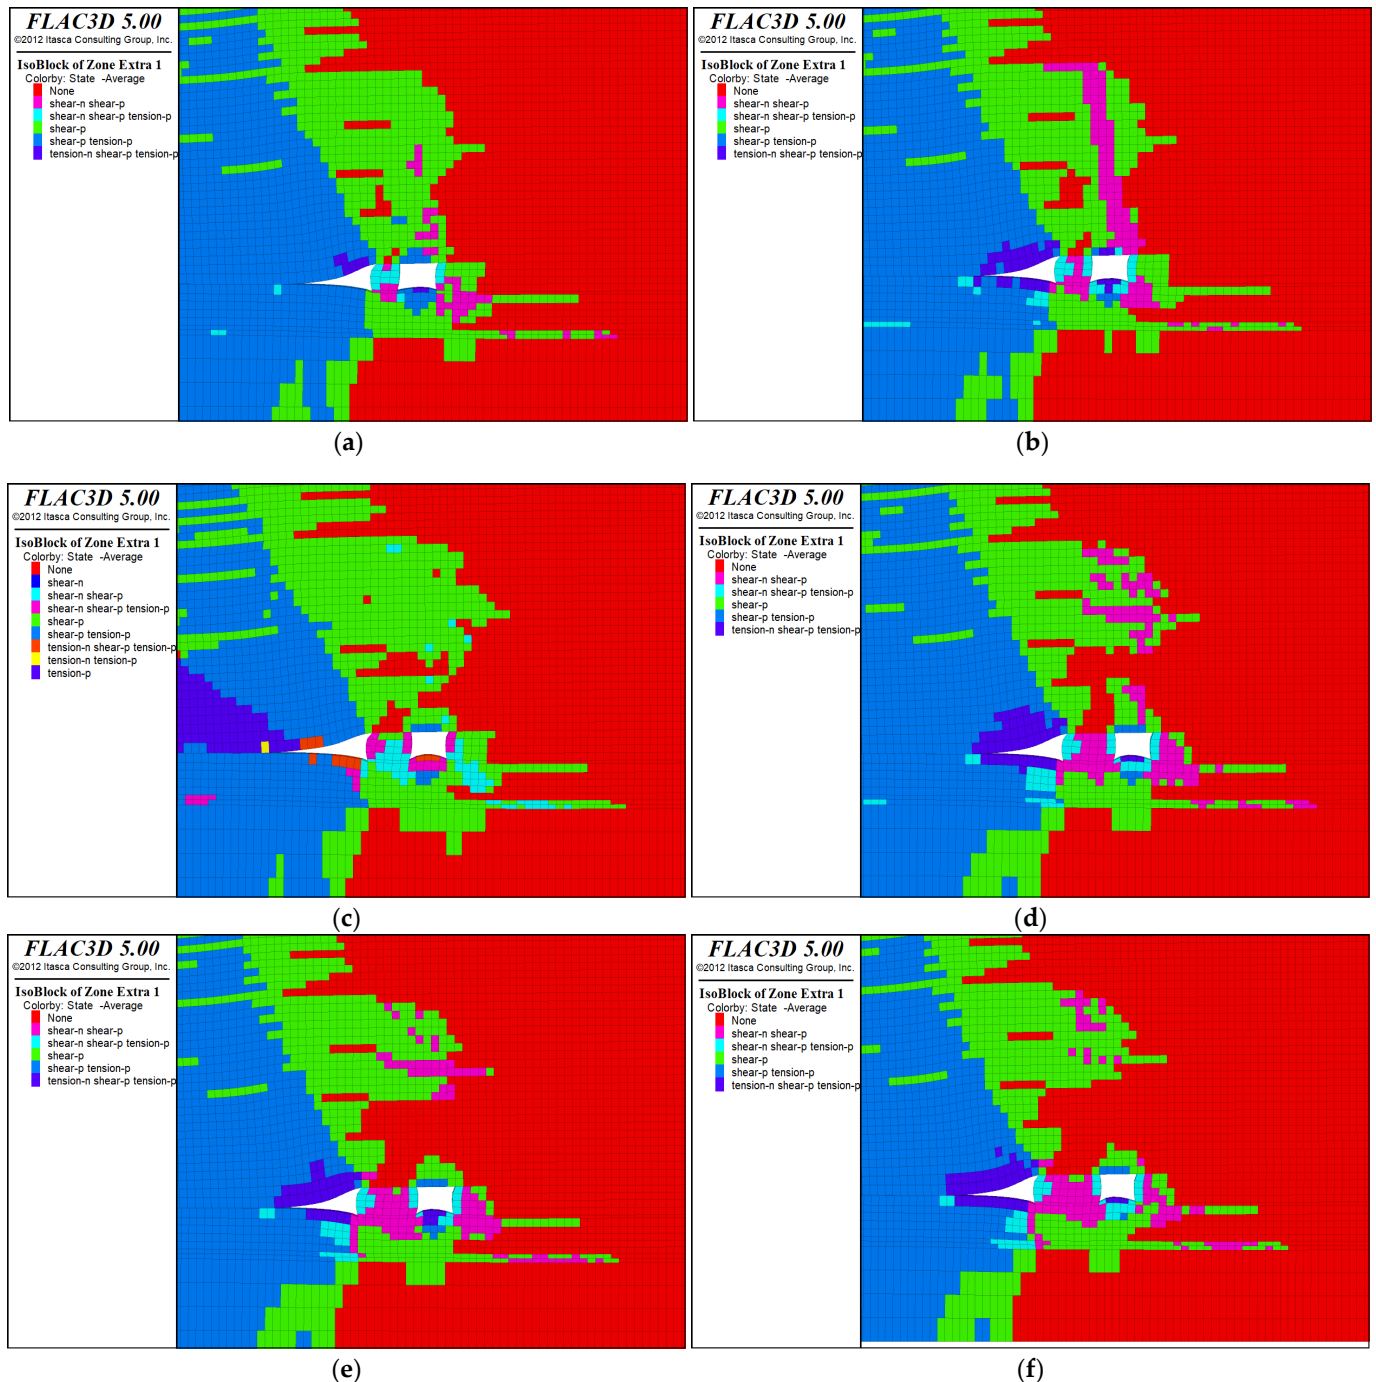 FLAC3D 5.00
©2012 Itasca Consulting Group, Inc.
IsoBlock of Zone Extra 1
Colorby: State -Average
None
shear-n shear-p
shear-n shear-p tension-p
shear-p
shear-p tension-p
tension-n shear-p tension-p
(a)
FLAC3D 5.00
©2012 Itasca Consulting Group, Inc.
IsoBlock of Zone Extra 1
Colorby: State -Average
None
shear-n shear-p
shear-n shear-p tension-p
shear-p
shear-p tension-p
tension-n shear-p tension-p
(b)
FLAC3D 5.00
©2012 Itasca Consulting Group, Inc.
IsoBlock of Zone Extra 1
Colorby: State -Average
None
shear-n
shear-n shear-p
shear-n shear-p tension-p
shear-p
shear-p tension-p
tension-n shear-p tension-p
tension-n tension-p
tension-p
(c)
FLAC3D 5.00
©2012 Itasca Consulting Group, Inc.
IsoBlock of Zone Extra 1
Colorby: State -Average
None
shear-n shear-p
shear-n shear-p tension-p
shear-p
shear-p tension-p
tension-n shear-p tension-p
(d)
FLAC3D 5.00
©2012 Itasca Consulting Group, Inc.
IsoBlock of Zone Extra 1
Colorby: State -Average
None
shear-n shear-p
shear-n shear-p tension-p
shear-p
shear-p tension-p
tension-n shear-p tension-p
(e)
FLAC3D 5.00
©2012 Itasca Consulting Group, Inc.
IsoBlock of Zone Extra 1
Colorby: State -Average
None
shear-n shear-p
shear-n shear-p tension-p
shear-p
shear-p tension-p
tension-n shear-p tension-p
(f)